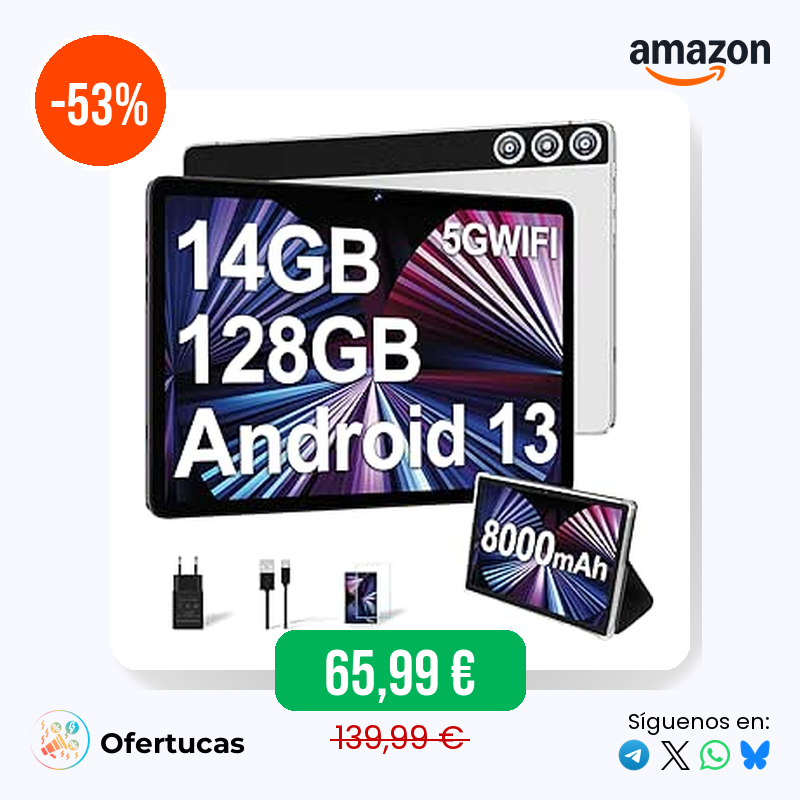 -53%
amazon
14GB
5GWIFI
128GB
Android 13
8000mAh
65,99 €
139,99 €
Ofertucas
Síguenos en: